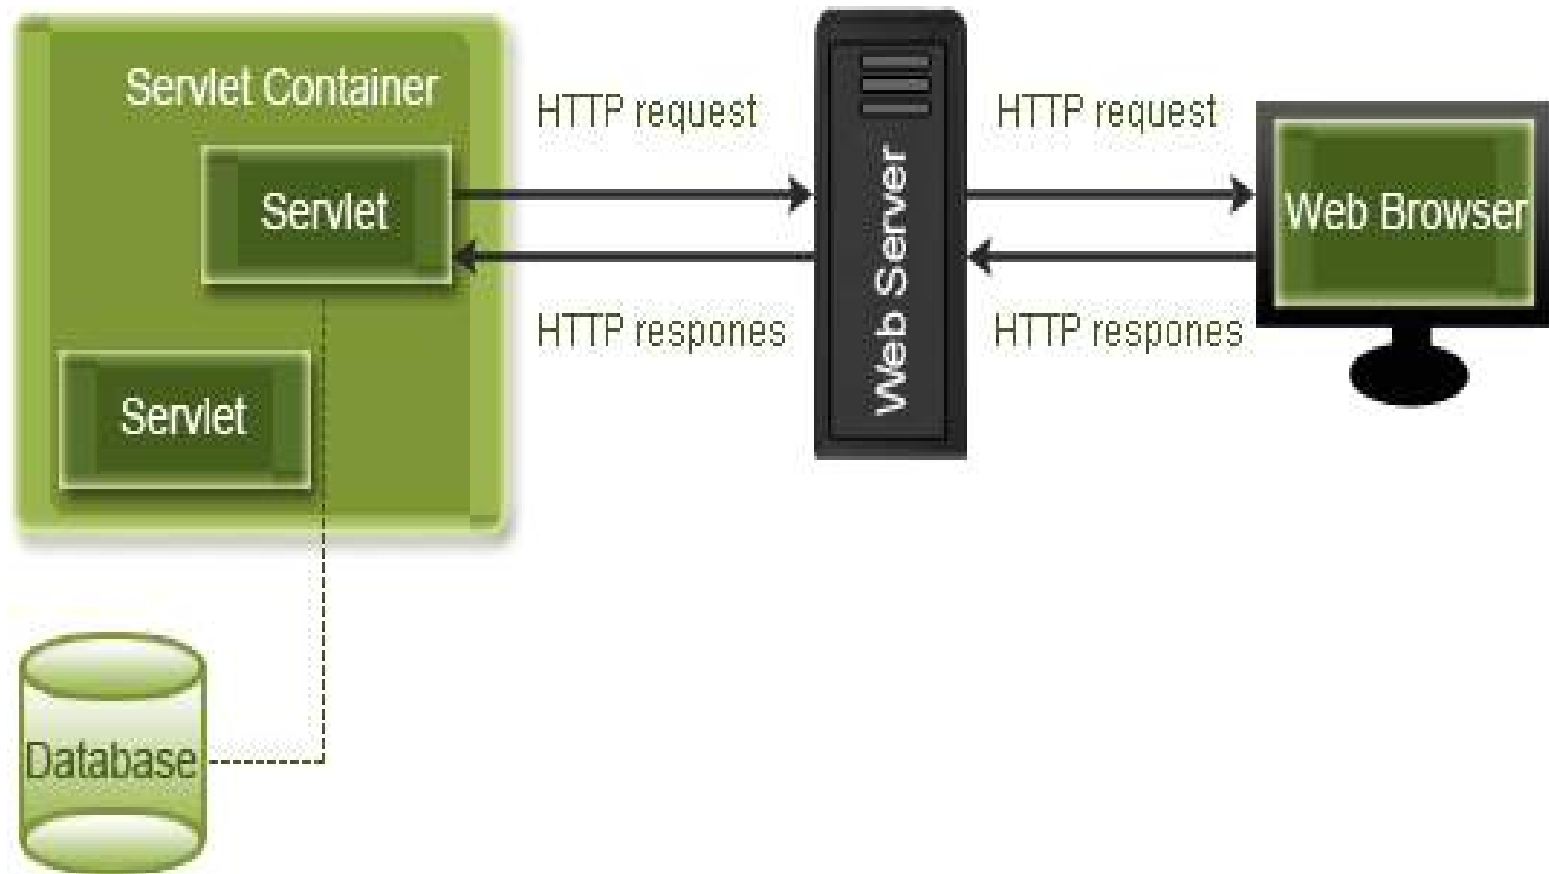 Servlet Container
HTTP request
HTTP request
Servlet
Web Server
Web Browser
HTTP respones
HTTP respones
Servlet
Database